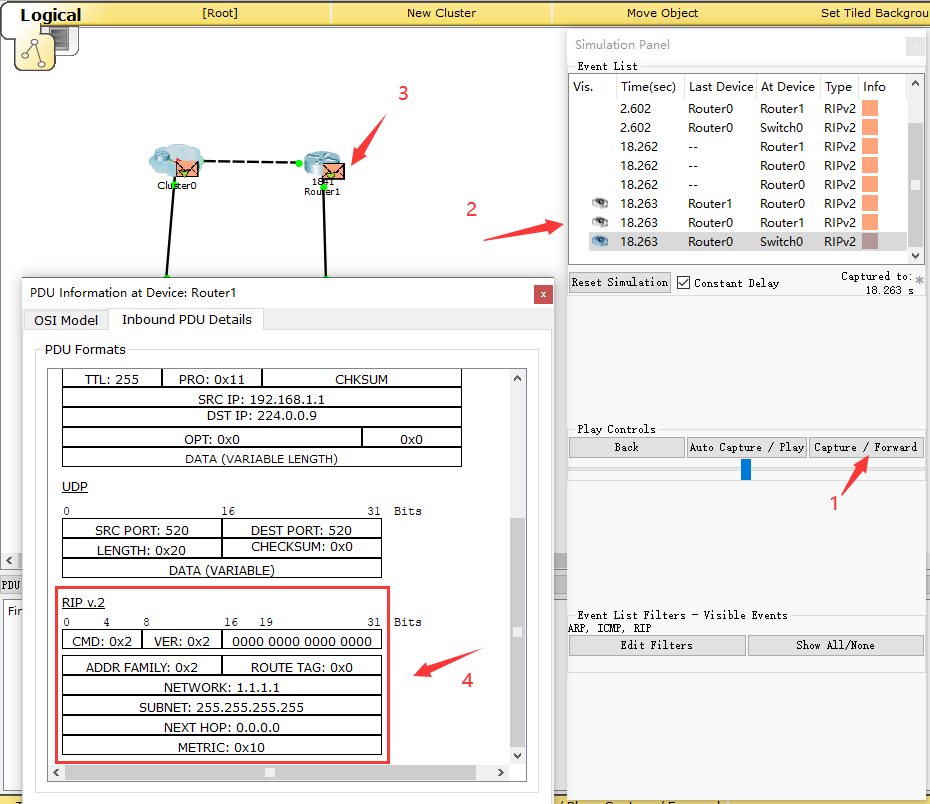 Logical
[Root]
New Cluster
Move Object
Set Tiled Backgrou
3
Cluster0
1841
Router1
2
Simulation Panel
x
Event List
Vis. Time(sec) Last Device At Device Type Info
2.602 Router0 Router1 RIPv2
2.602 Router0 Switch0 RIPv2
18.262 -- Router1 RIPv2
18.262 -- Router0 RIPv2
18.262 -- Router0 RIPv2
18.263 Router1 Router0 RIPv2
18.263 Router0 Router1 RIPv2
18.263 Router0 Switch0 RIPv2
Reset Simulation
Constant Delay
Captured to: *
18.263 s
Play Controls
Back
Auto Capture / Play
Capture / Forward
1
Event List Filters - Visible Events
ARP, ICMP, RIP
Edit Filters
Show All/None
PDU Information at Device: Router1
x
OSI Model
Inbound PDU Details
PDU Formats
TTL: 255 PRO: 0x11 CHKSUM
SRC IP: 192.168.1.1
DST IP: 224.0.0.9
OPT: 0x0 0x0
DATA (VARIABLE LENGTH)
UDP
0 16 31 Bits
SRC PORT: 520 DEST PORT: 520
LENGTH: 0x20 CHECKSUM: 0x0
DATA (VARIABLE)
RIP v.2
0 4 8 16 19 31 Bits
CMD: 0x2 VER: 0x2 0000 0000 0000 0000
ADDR FAMILY: 0x2 ROUTE TAG: 0x0
NETWORK: 1.1.1.1
SUBNET: 255.255.255.255
NEXT HOP: 0.0.0.0
METRIC: 0x10
4
PDU
Fir